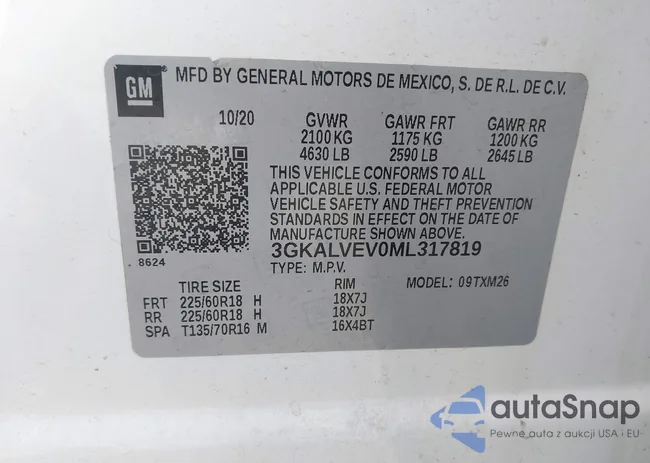 GM
MFD BY GENERAL MOTORS DE MEXICO, S. DE R.L. DE C.V.
10/20 GVWR GAWR FRT GAWR RR
2100 KG 1175 KG 1200 KG
4630 LB 2590 LB 2645 LB
THIS VEHICLE CONFORMS TO ALL
APPLICABLE U.S. FEDERAL MOTOR
VEHICLE SAFETY AND THEFT PREVENTION
STANDARDS IN EFFECT ON THE DATE OF
MANUFACTURE SHOWN ABOVE.
8624 3GKALVEV0ML317819
TYPE: M.P.V. MODEL: 09TXM26
TIRE SIZE RIM
FRT 225/60R18 H 18X7J
RR 225/60R18 H 18X7J
SPA T135/70R16 M 16X4BT
autaSnap
Pewne auta z aukcji USA i EU